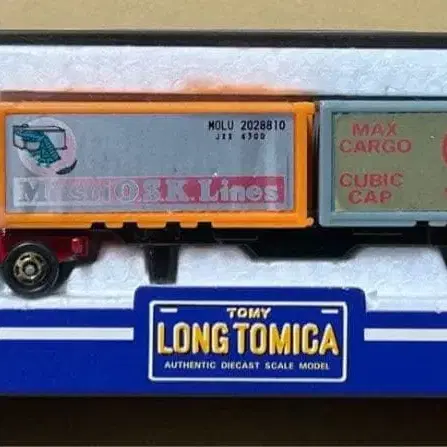 MOLU 2028810
JXX 4300
Mitsui O.S.K. Lines
MAX
CARGO
CUBIC
CAP
TOMY
LONG TOMICA
AUTHENTIC DIECAST SCALE MODEL